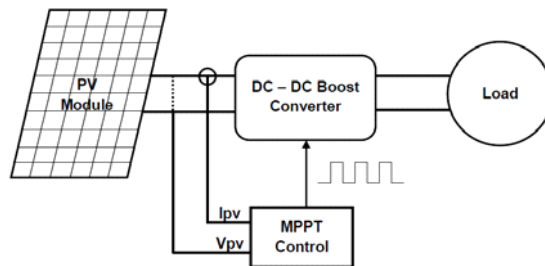 PV
Module
DC – DC Boost
Converter
Load
Ipv
Vpv
MPPT
Control